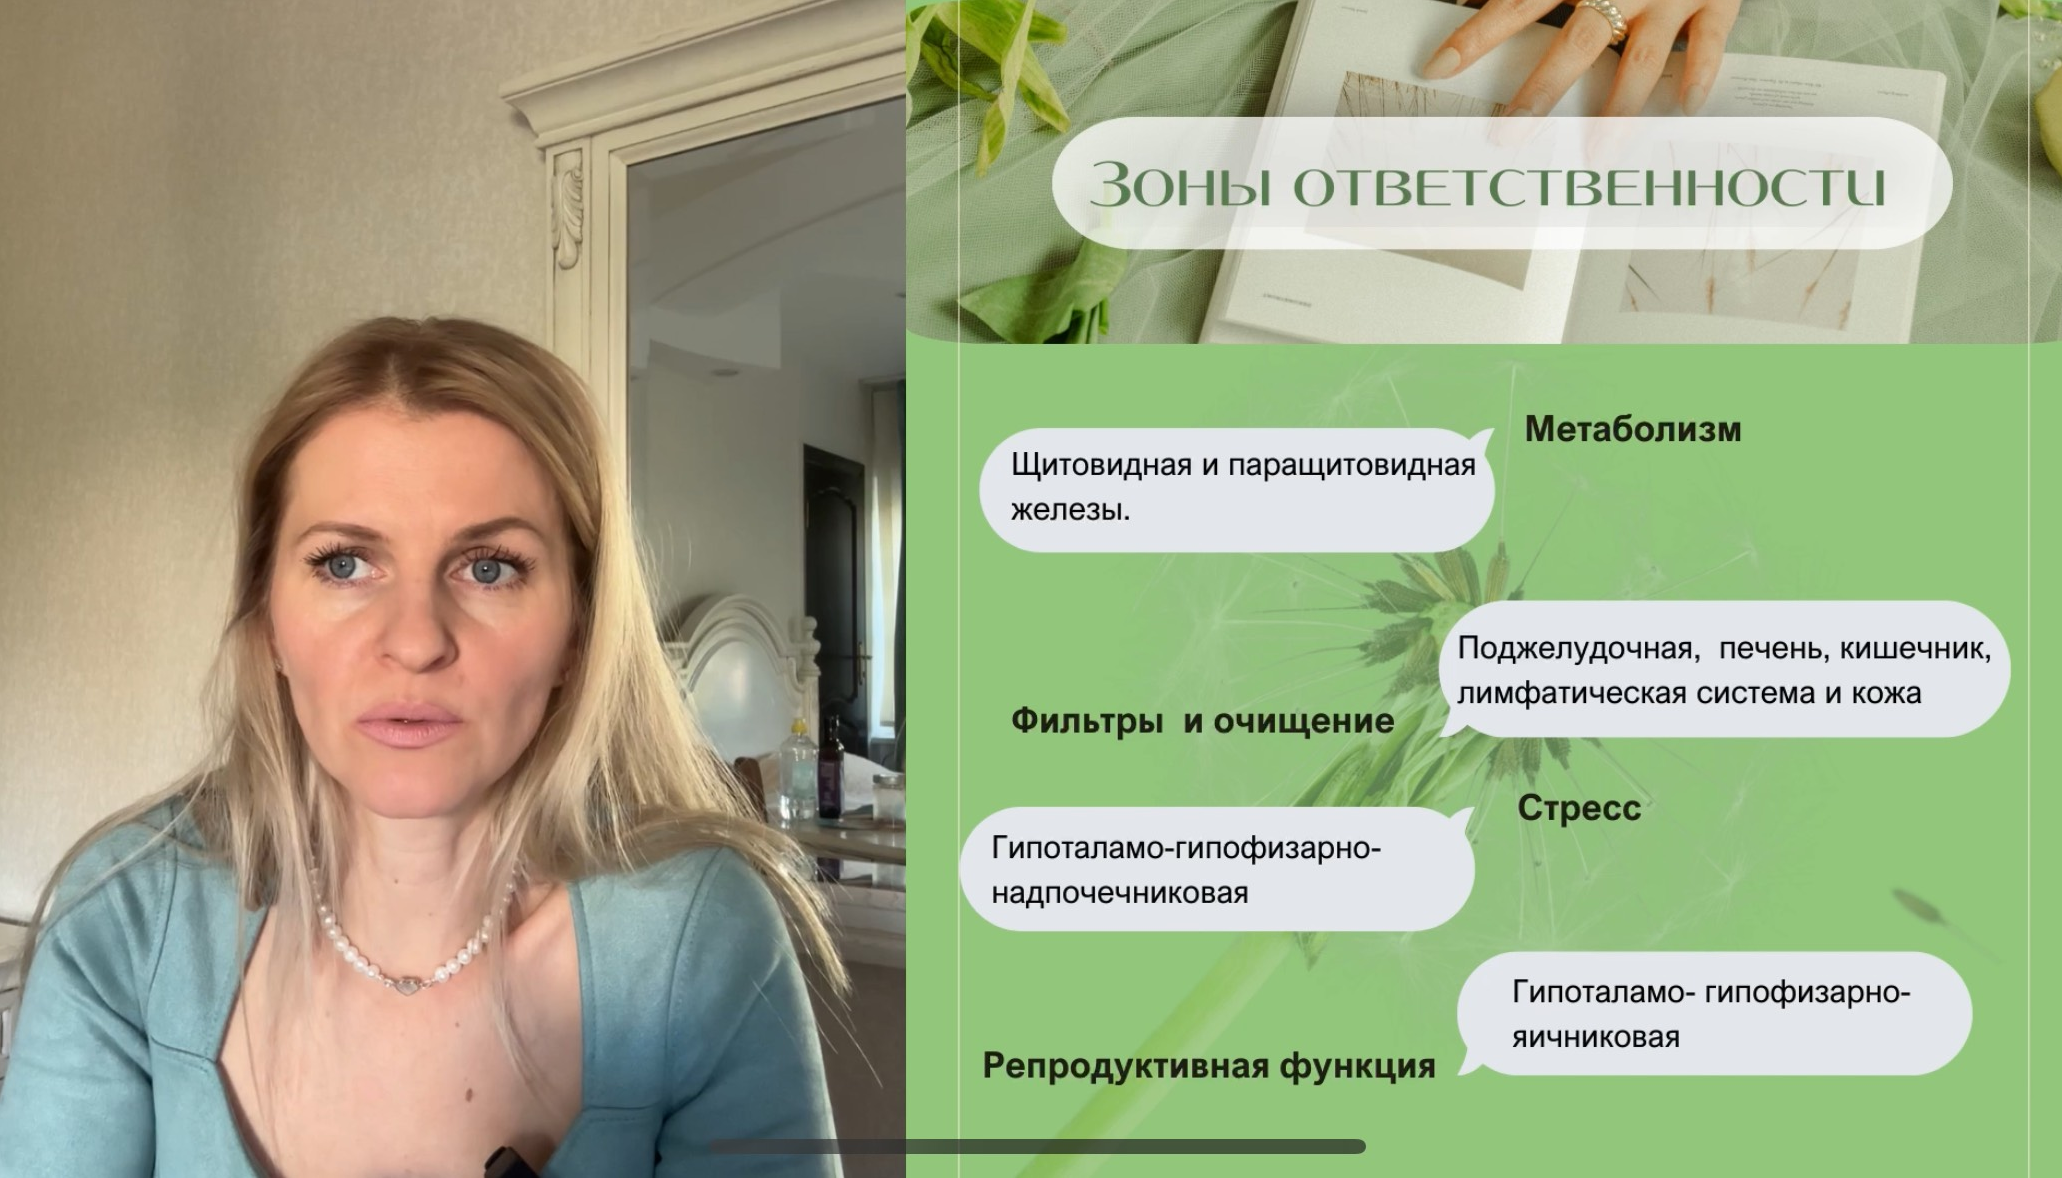 Зоны ответственности
Метаболизм
Щитовидная и паращитовидная
железы.
Поджелудочная,  печень, кишечник,
лимфатическая система и кожа
Фильтры  и очищение
Стресс
Гипоталамо-гипофизарно-
надпочечниковая
Гипоталамо- гипофизарно-
яичниковая
Репродуктивная функция